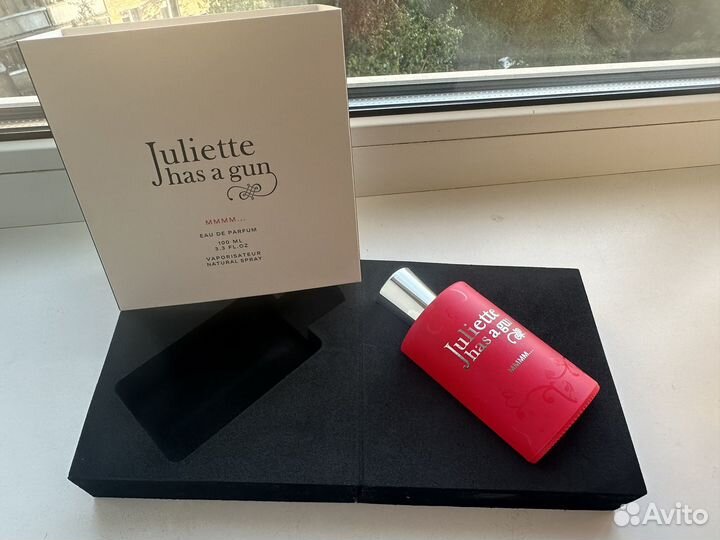 Juliette
has a gun
MMMM...
EAU DE PARFUM
100 ML
3.3 FL.OZ
VAPORISATEUR
NATURAL SPRAY
Juliette
has a gun
MMMM...
Avito